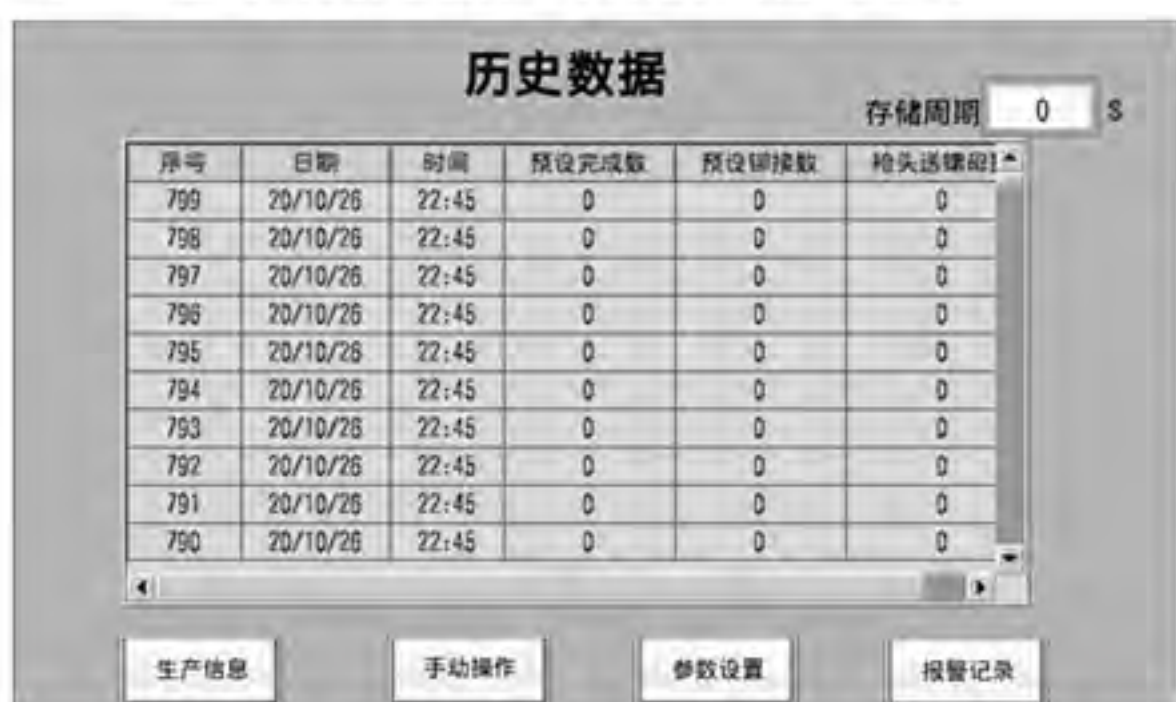 历史数据
存储周期 0 S
序号 日期 时间 预设完成数 预设铆接数 枪头送螺
799 20/10/26 22:45 0 0 0
798 20/10/26 22:45 0 0 0
797 20/10/26 22:45 0 0 0
796 20/10/26 22:45 0 0 0
795 20/10/26 22:45 0 0 0
794 20/10/26 22:45 0 0 0
793 20/10/26 22:45 0 0 0
792 20/10/26 22:45 0 0 0
791 20/10/26 22:45 0 0 0
790 20/10/26 22:45 0 0 0
生产信息 手动操作 参数设置 报警记录